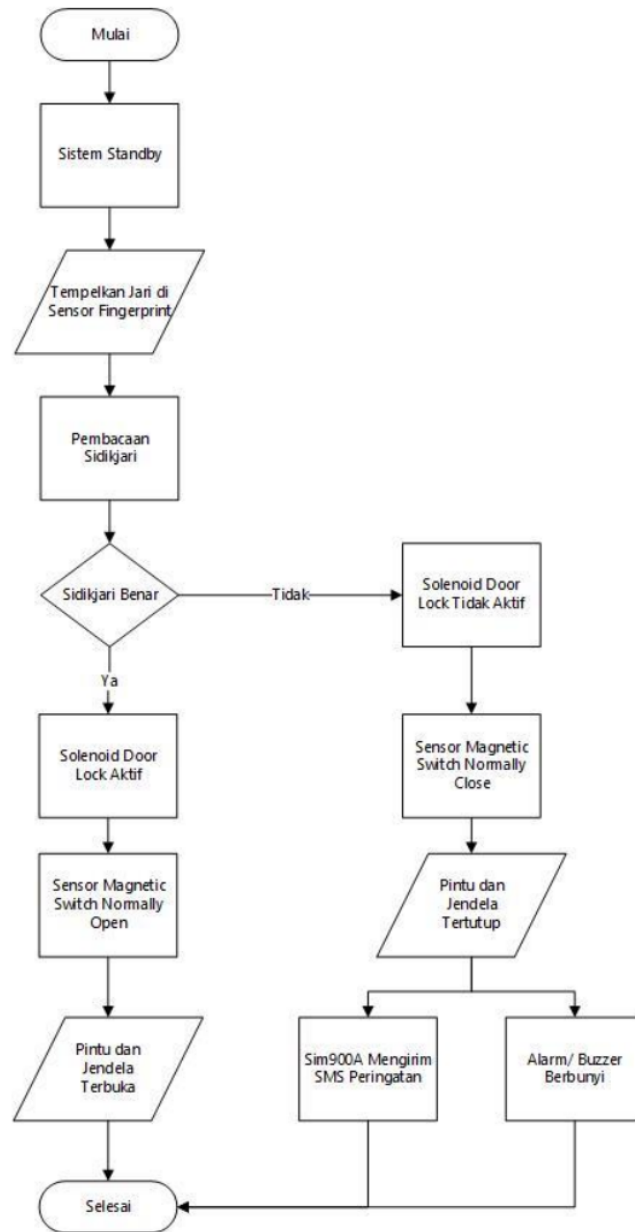 Mulai
Sistem Standby
Tempelkan Jari di
Sensor Fingerprint
Pembacaan
Sidikjari
Sidikjari Benar
Tidak
Solenoid Door
Lock Tidak Aktif
Ya
Solenoid Door
Lock Aktif
Sensor Magnetic
Switch Normally
Close
Sensor Magnetic
Switch Normally
Open
Pintu dan
Jendela
Tertutup
Pintu dan
Jendela
Terbuka
Sim900A Mengirim
SMS Peringatan
Alarm/ Buzzer
Berbunyi
Selesai